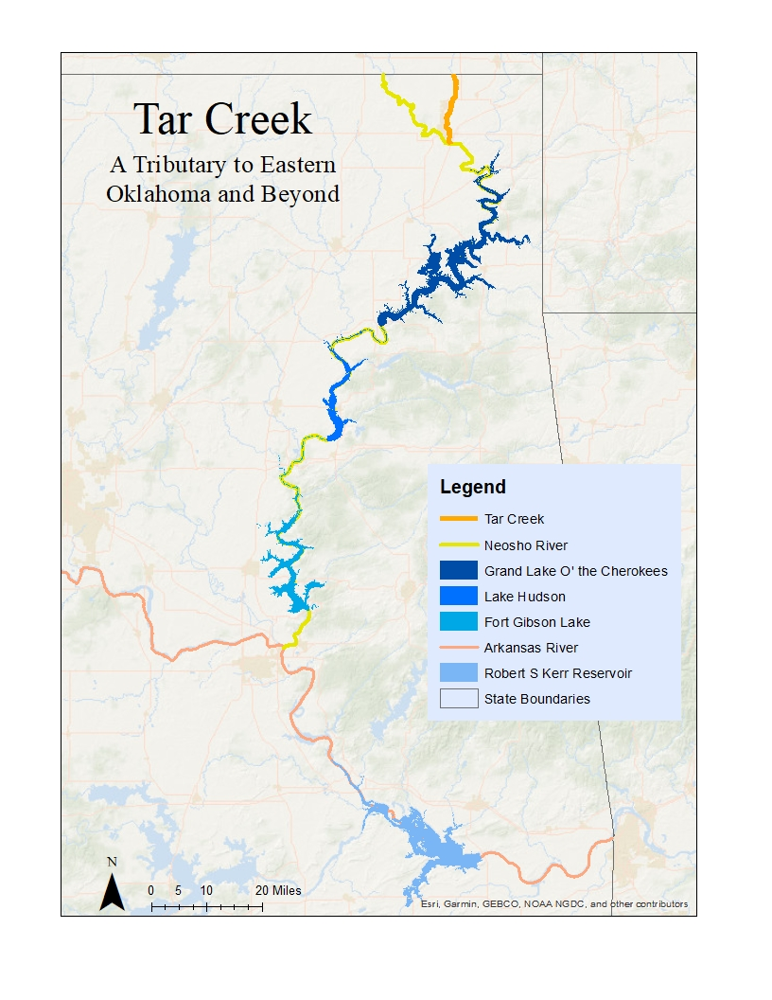 Tar Creek
A Tributary to Eastern
Oklahoma and Beyond
Legend
Tar Creek
Neosho River
Grand Lake O' the Cherokees
Lake Hudson
Fort Gibson Lake
Arkansas River
Robert S Kerr Reservoir
State Boundaries
N
0 5 10 20 Miles
Esri, Garmin, GEBCO, NOAA NGDC, and other contributors